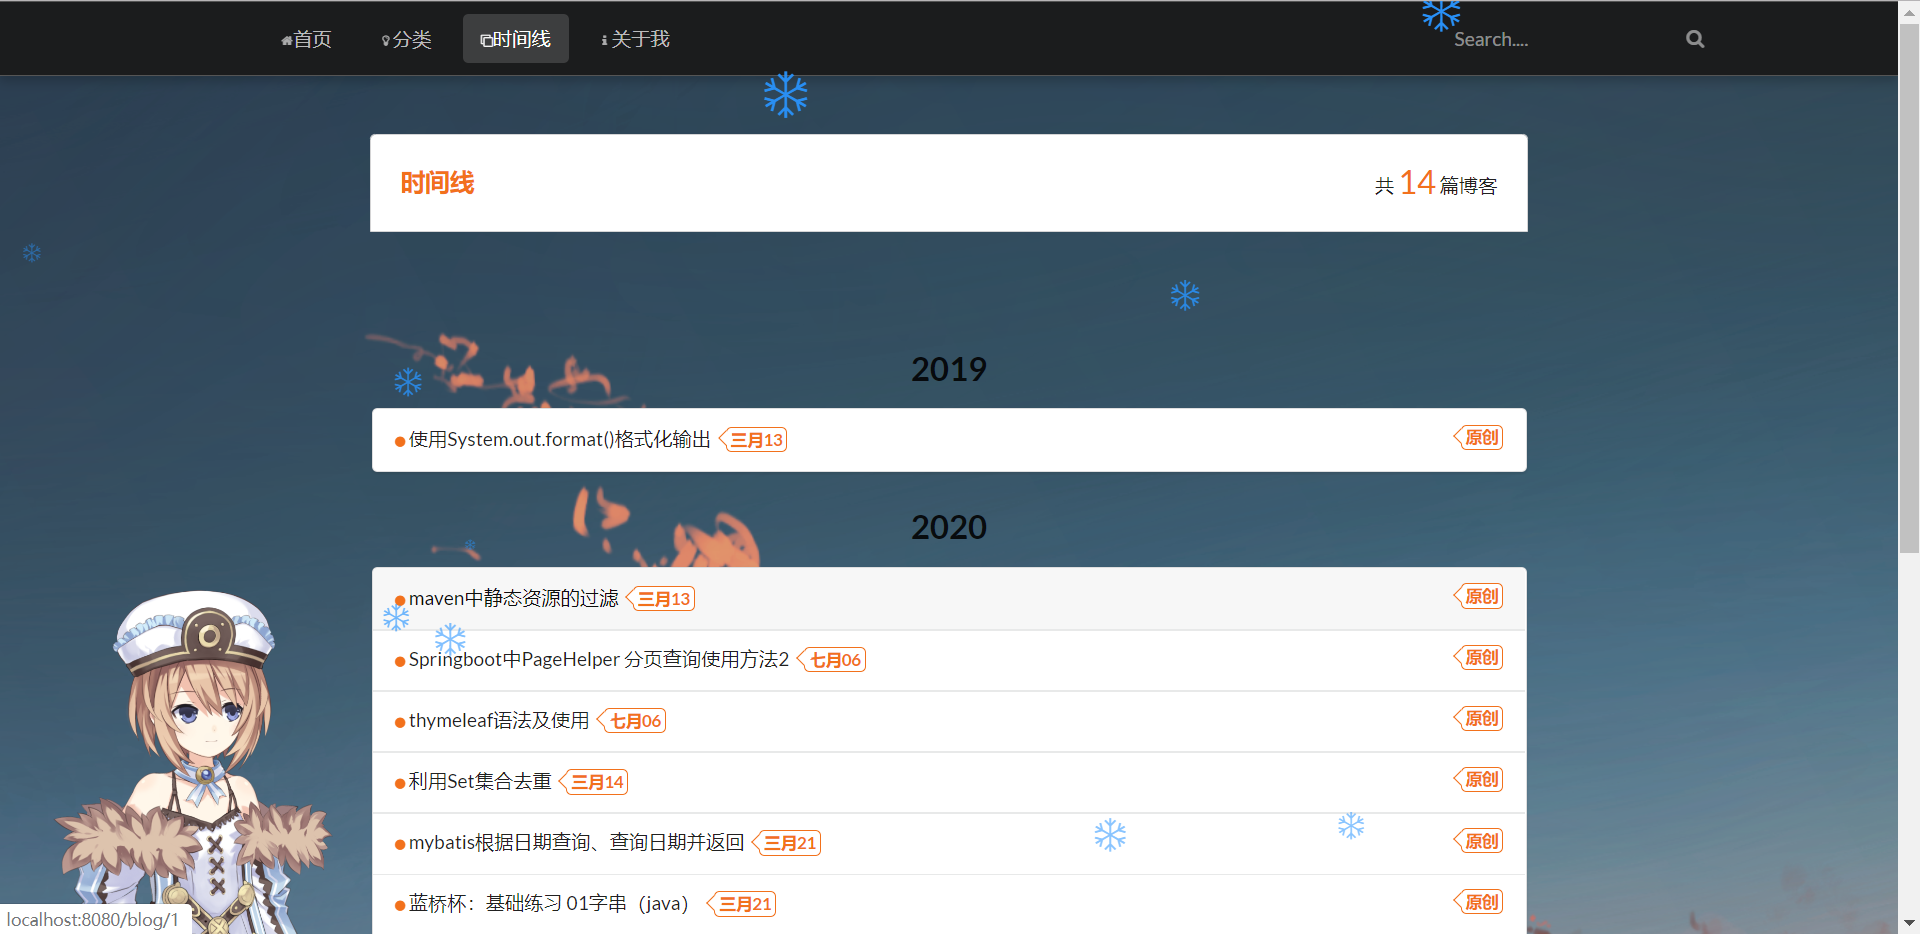 首页 分类 时间线 关于我 Search....
时间线 共 14 篇博客
2019
使用System.out.format()格式化输出 三月13 原创
2020
maven中静态资源的过滤 三月13 原创
Springboot中PageHelper 分页查询使用方法2 七月06 原创
thymeleaf语法及使用 七月06 原创
利用Set集合去重 三月14 原创
mybatis根据日期查询、查询日期并返回 三月21 原创
蓝桥杯：基础练习 01字串（java） 三月21 原创
localhost:8080/blog/1